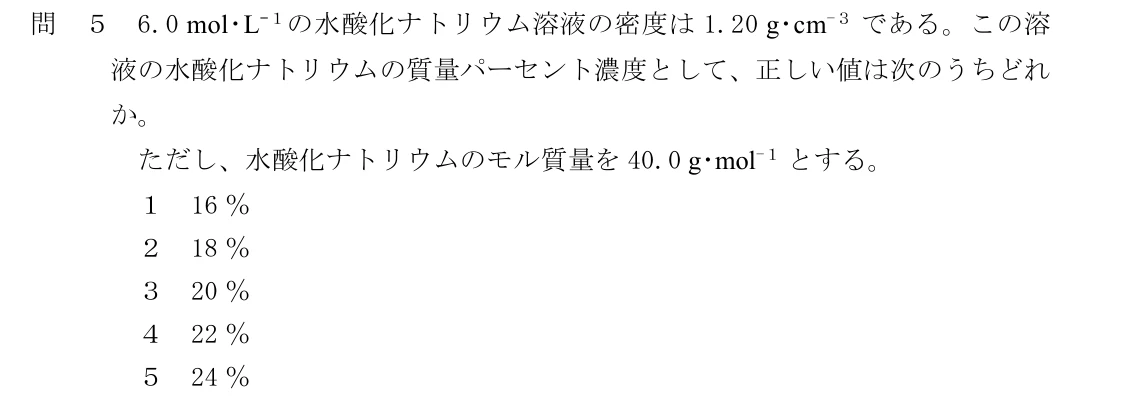 問　５　6.0 mol·L⁻¹の水酸化ナトリウム溶液の密度は 1.20 g·cm⁻³ である。この溶
液の水酸化ナトリウムの質量パーセント濃度として、正しい値は次のうちどれ
か。
ただし、水酸化ナトリウムのモル質量を 40.0 g·mol⁻¹ とする。
１　16 %
２　18 %
３　20 %
４　22 %
５　24 %